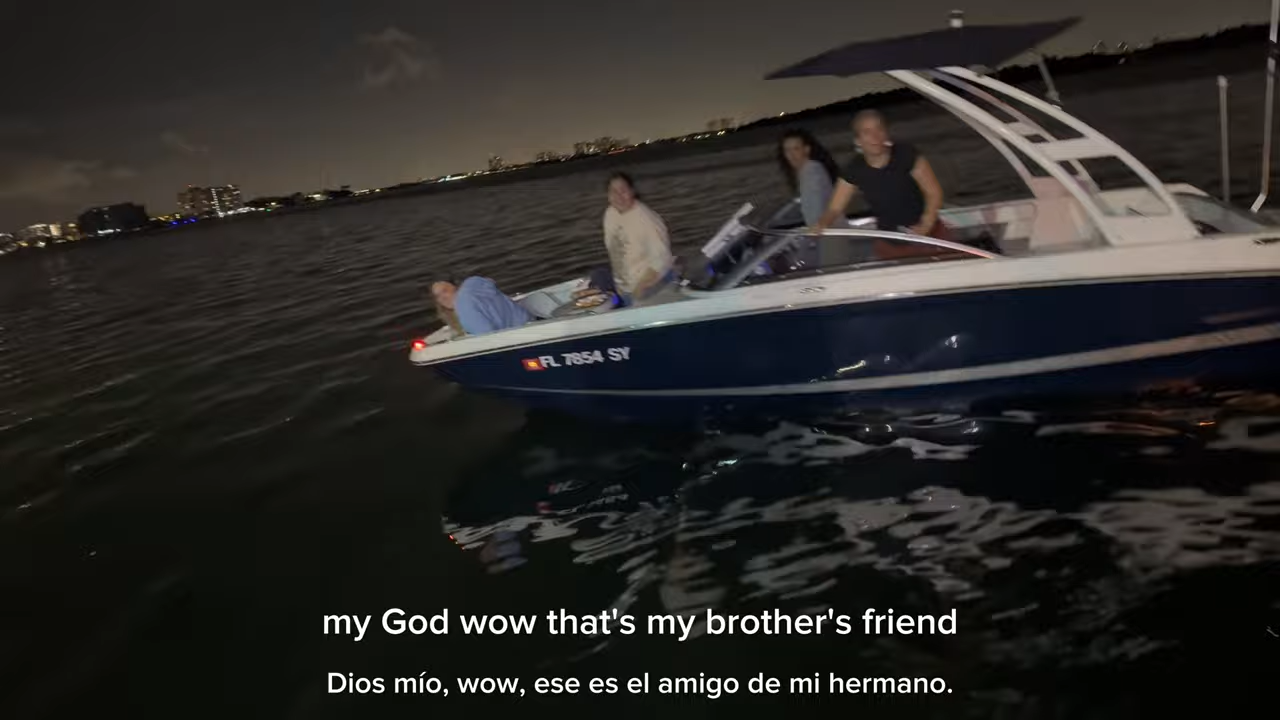 FL 7854 SY
my God wow that's my brother's friend
Dios mío, wow, ese es el amigo de mi hermano.